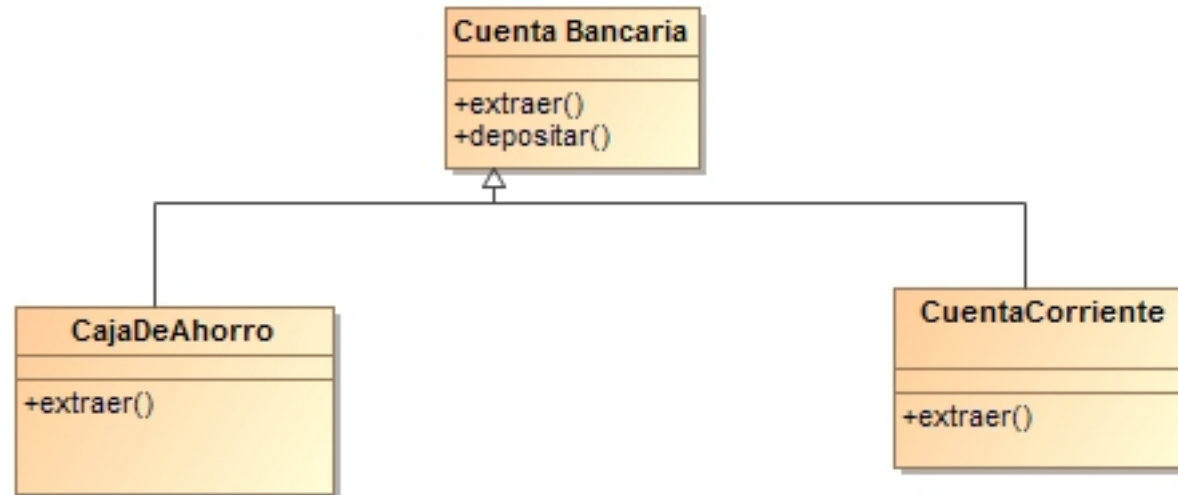 Cuenta Bancaria
+extraer()
+depositar()
CajaDeAhorro
+extraer()
CuentaCorriente
+extraer()